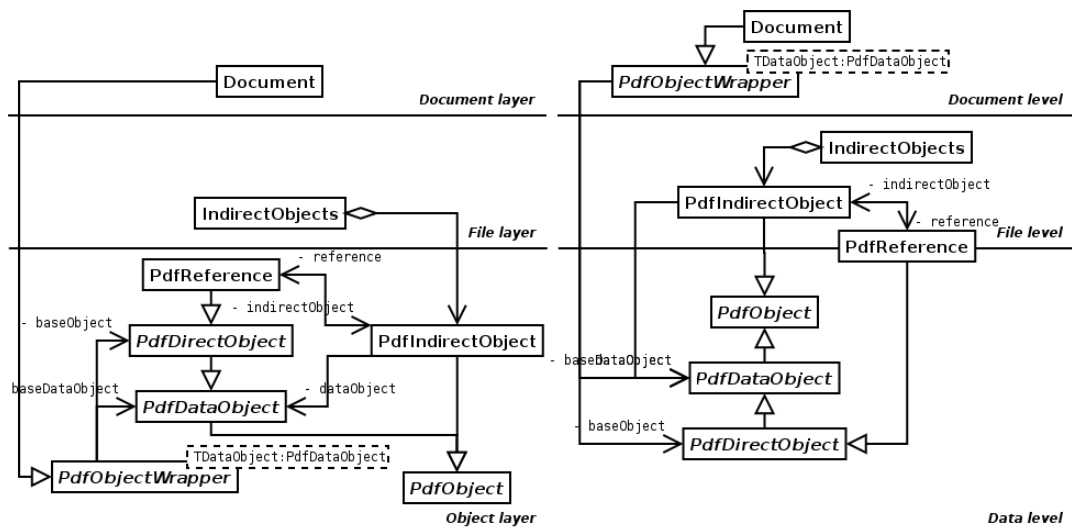 Document
Document layer
IndirectObjects
File layer
- reference
PdfReference
- indirectObject
- baseObject
PdfDirectObject
PdfIndirectObject
baseDataObject
- dataObject
PdfDataObject
TDataObject:PdfDataObject
PdfObjectWrapper
PdfObject
Object layer
Document
TDataObject:PdfDataObject
PdfObjectWrapper
Document level
IndirectObjects
- indirectObject
PdfIndirectObject
- reference
File level
PdfReference
PdfObject
- baseDataObject
PdfDataObject
- baseObject
PdfDirectObject
Data level